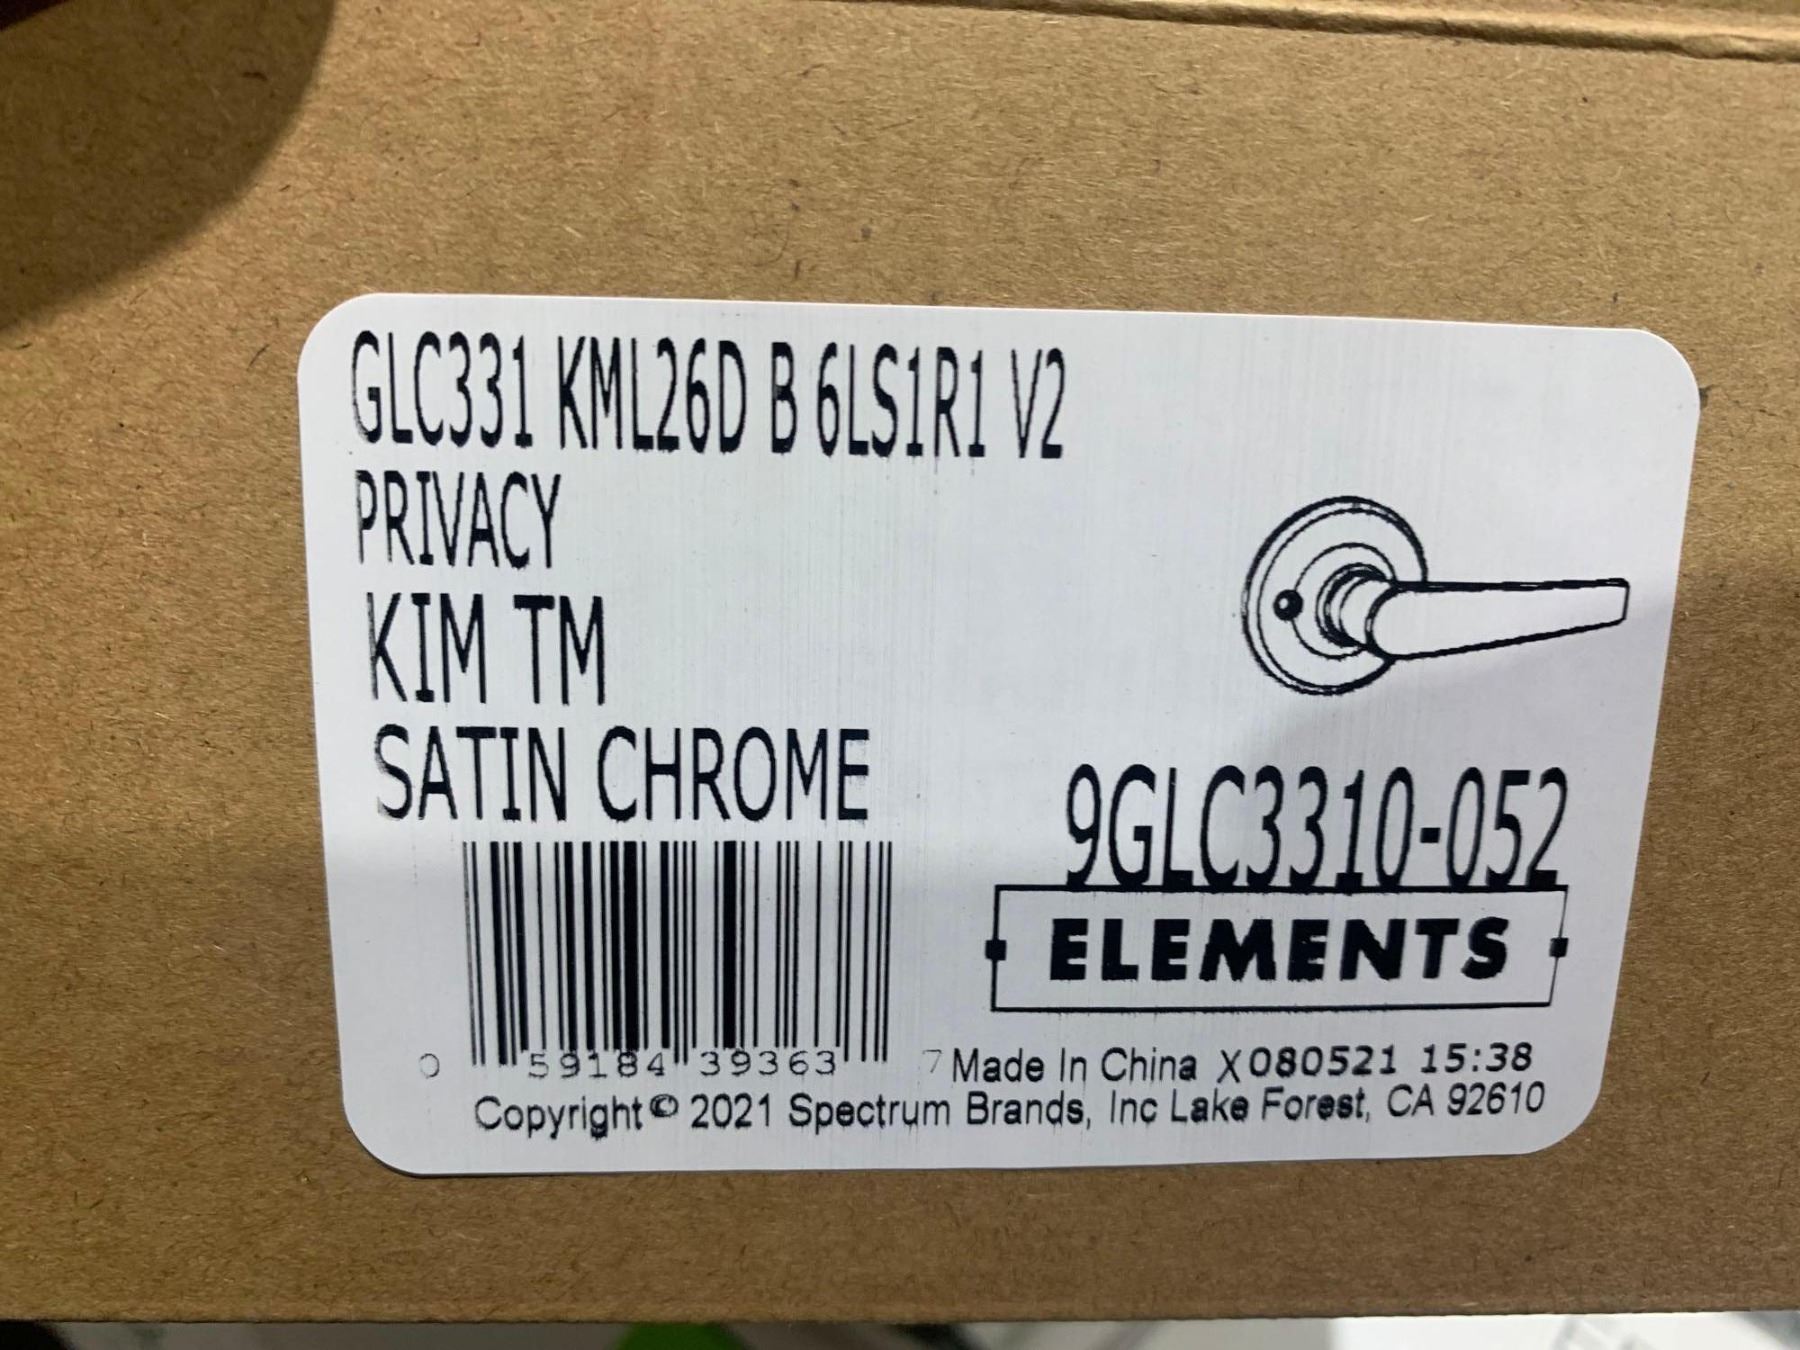 GLC331 KML26D B 6LS1R1 V2
PRIVACY
KIM TM
SATIN CHROME
9GLC3310-052
ELEMENTS
0 59184 39363 7
Made In China X080521 15:38
Copyright © 2021 Spectrum Brands, Inc Lake Forest, CA 92610